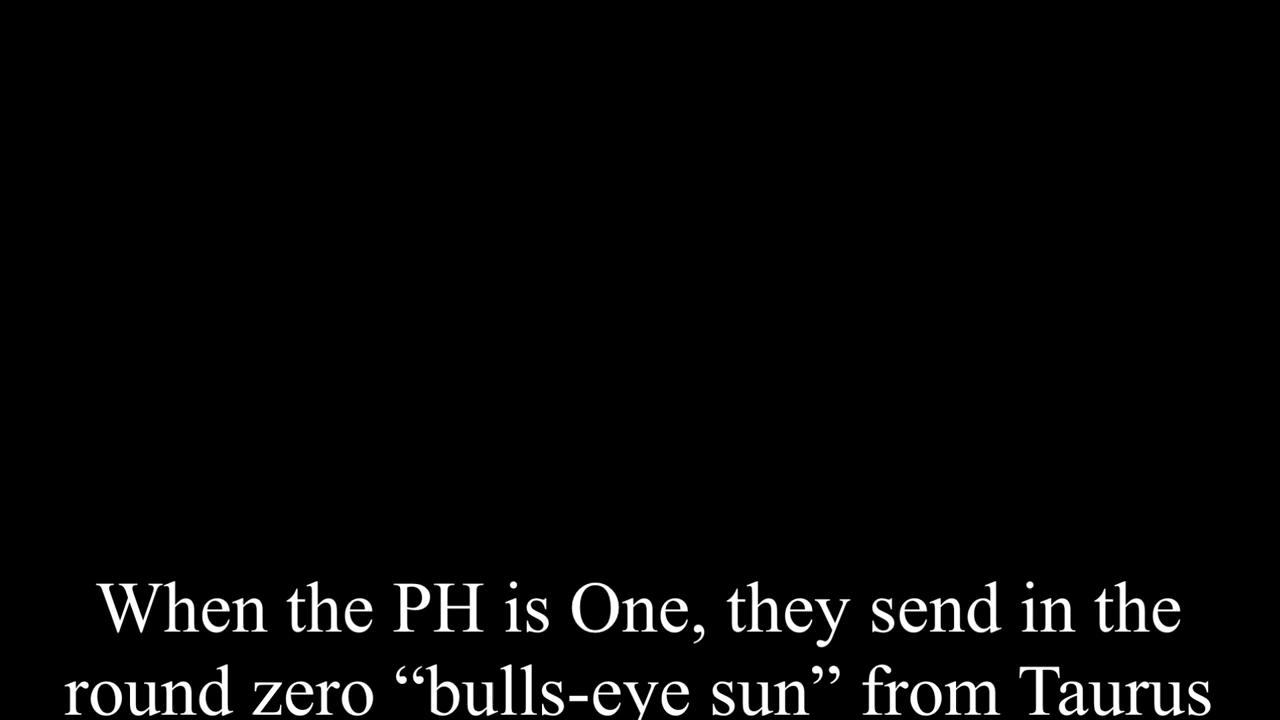 When the PH is One, they send in the
round zero “bulls-eye sun” from Taurus